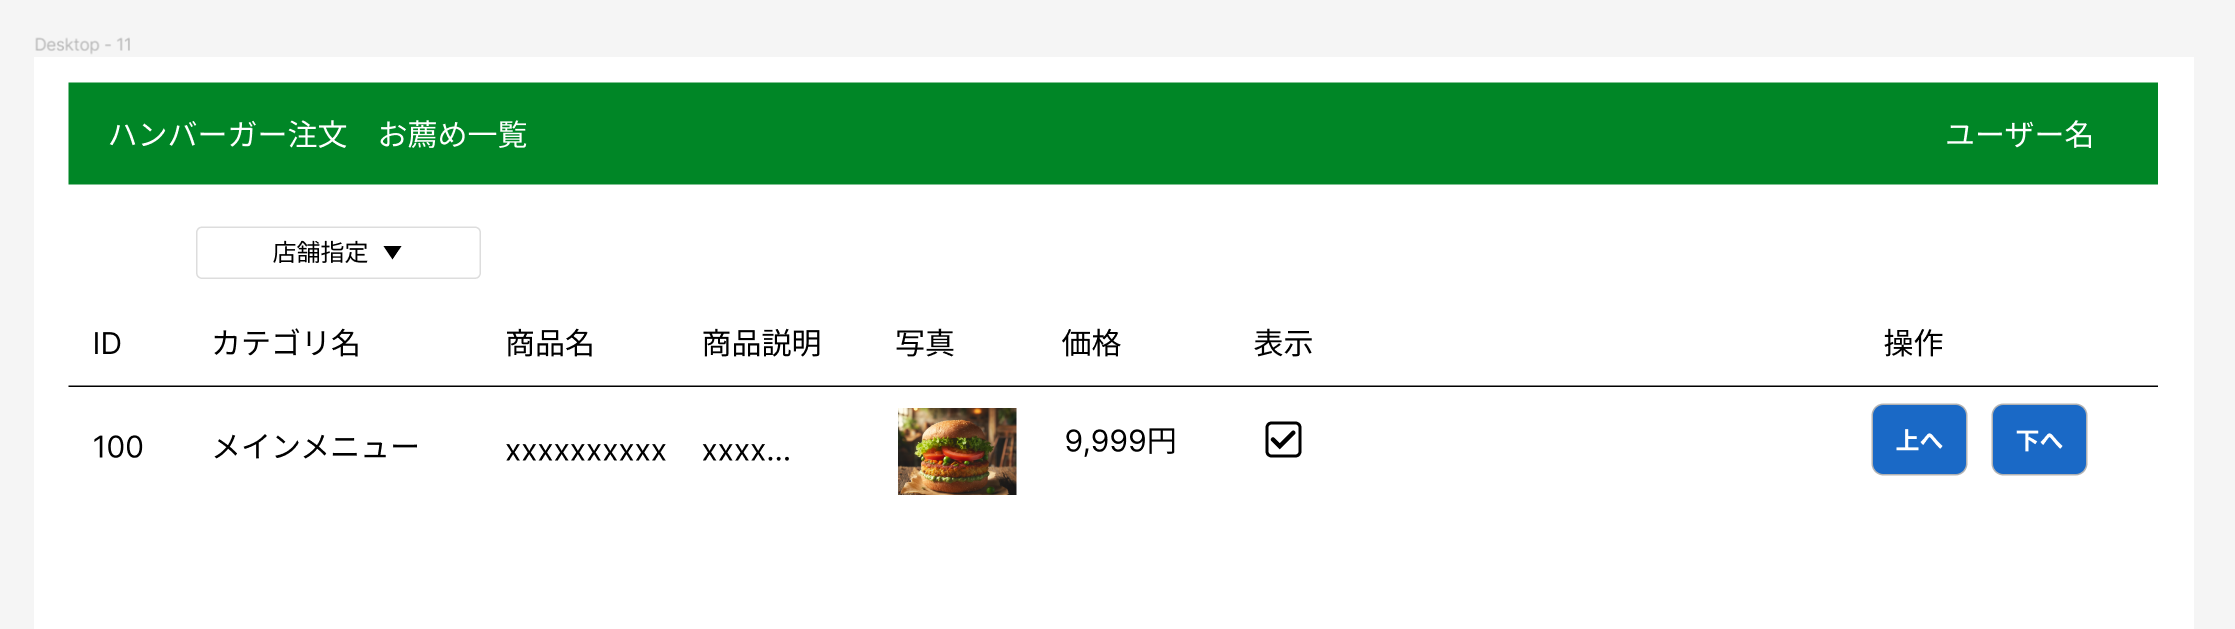 Desktop - 11
ハンバーガー注文　お薦め一覧 ユーザー名
店舗指定 ▼
ID カテゴリ名 商品名 商品説明 写真 価格 表示 操作
100 メインメニュー xxxxxxxxxx xxxx... 9,999円 上へ 下へ